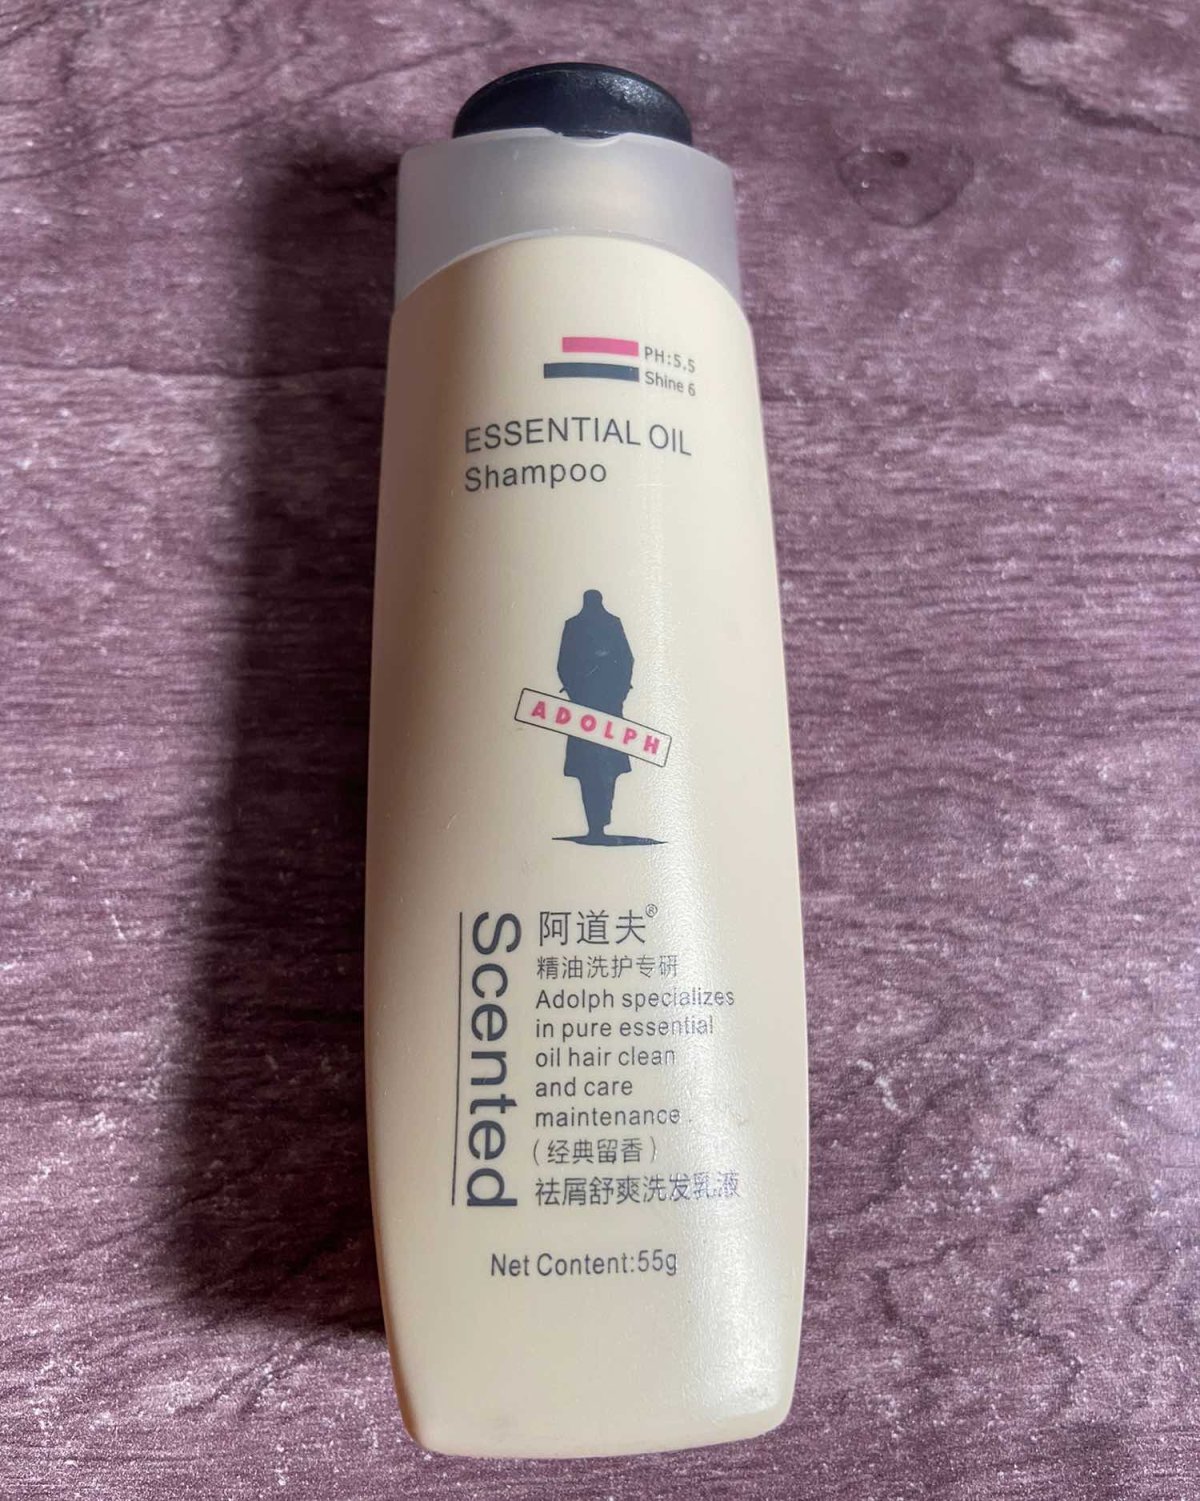 PH:5.5
Shine 6
ESSENTIAL OIL
Shampoo
ADOLPH
Scented
阿道夫®
精油洗护专研
Adolph specializes
in pure essential
oil hair clean
and care
maintenance.
(经典留香)
祛屑舒爽洗发乳液
Net Content:55g